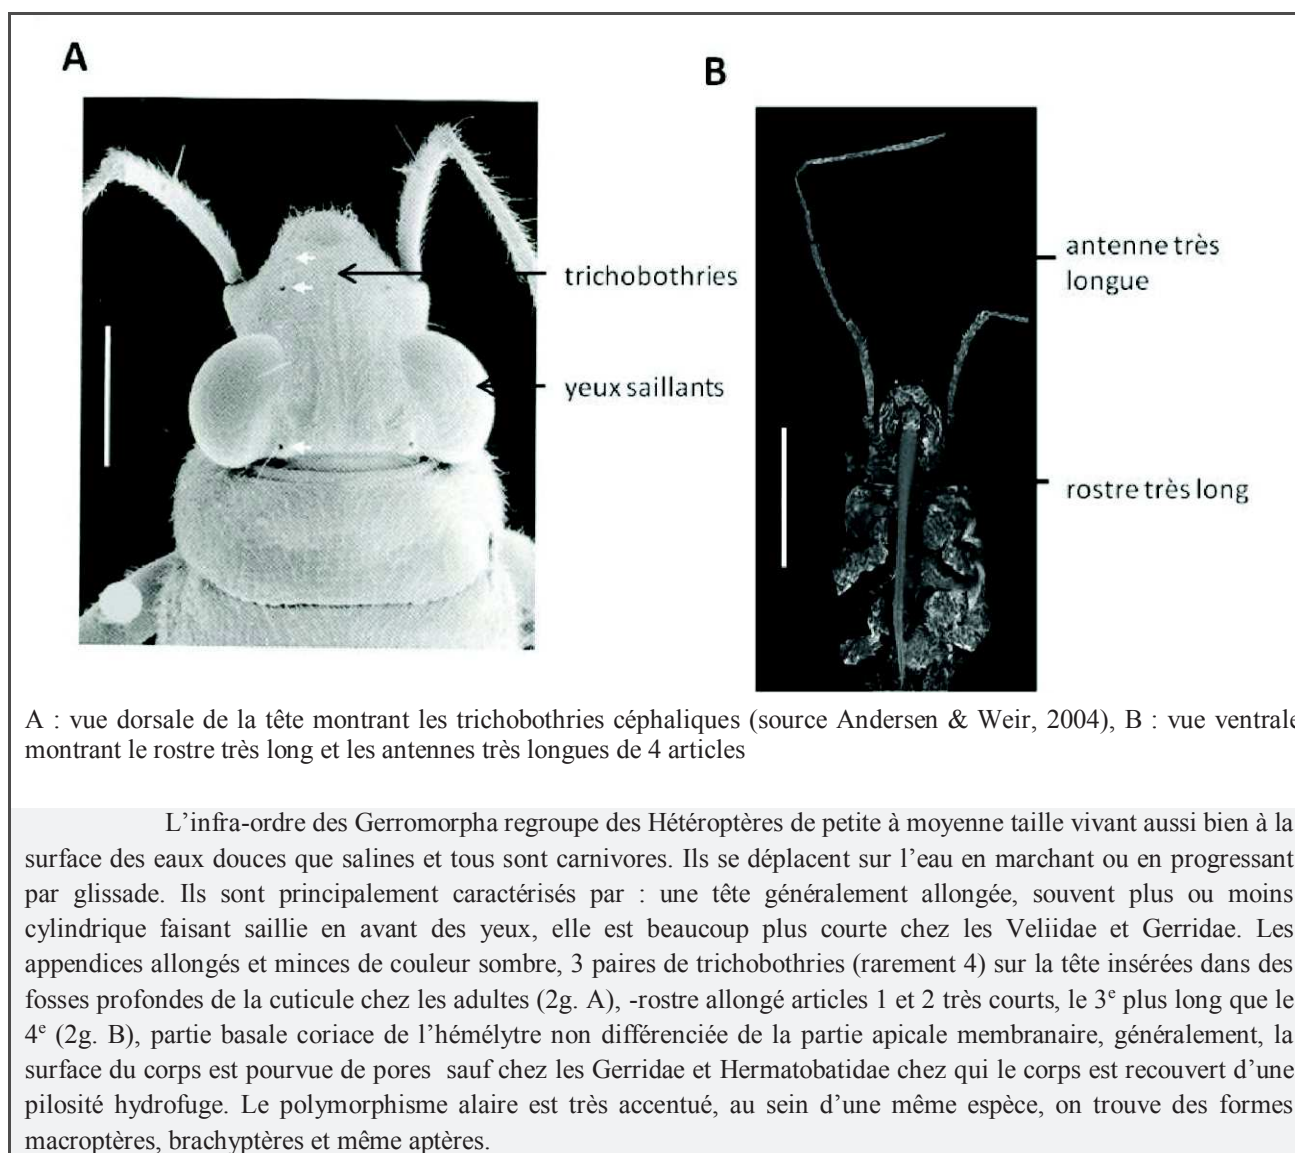 A
B
trichobothries
yeux saillants
antenne très
longue
rostre très long
A : vue dorsale de la tête montrant les trichobothries céphaliques (source Andersen & Weir, 2004), B : vue ventrale
montrant le rostre très long et les antennes très longues de 4 articles
L’infra-ordre des Gerromorpha regroupe des Hétéroptères de petite à moyenne taille vivant aussi bien à la
surface des eaux douces que salines et tous sont carnivores. Ils se déplacent sur l’eau en marchant ou en progressant
par glissade. Ils sont principalement caractérisés par : une tête généralement allongée, souvent plus ou moins
cylindrique faisant saillie en avant des yeux, elle est beaucoup plus courte chez les Veliidae et Gerridae. Les
appendices allongés et minces de couleur sombre, 3 paires de trichobothries (rarement 4) sur la tête insérées dans des
fosses profondes de la cuticule chez les adultes (2g. A), -rostre allongé articles 1 et 2 très courts, le 3e plus long que le
4e (2g. B), partie basale coriace de l’hémélytre non différenciée de la partie apicale membranaire, généralement, la
surface du corps est pourvue de pores sauf chez les Gerridae et Hermatobatidae chez qui le corps est recouvert d’une
pilosité hydrofuge. Le polymorphisme alaire est très accentué, au sein d’une même espèce, on trouve des formes
macroptères, brachyptères et même aptères.